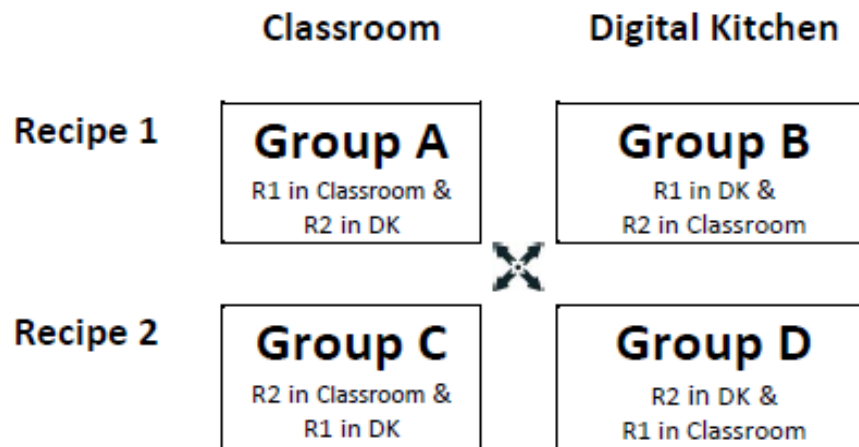 Classroom Digital Kitchen
Recipe 1
Group A
R1 in Classroom &
R2 in DK
Group B
R1 in DK &
R2 in Classroom
Recipe 2
Group C
R2 in Classroom &
R1 in DK
Group D
R2 in DK &
R1 in Classroom